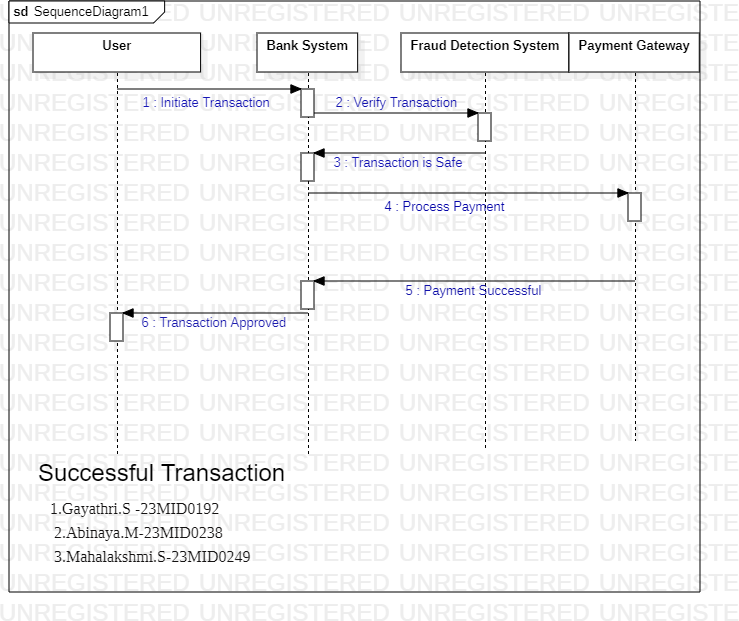 sd SequenceDiagram1
User
Bank System
Fraud Detection System
Payment Gateway
1 : Initiate Transaction
2 : Verify Transaction
3 : Transaction is Safe
4 : Process Payment
5 : Payment Successful
6 : Transaction Approved
Successful Transaction
1.Gayathri.S -23MID0192
2.Abinaya.M-23MID0238
3.Mahalakshmi.S-23MID0249
UNREGISTERED